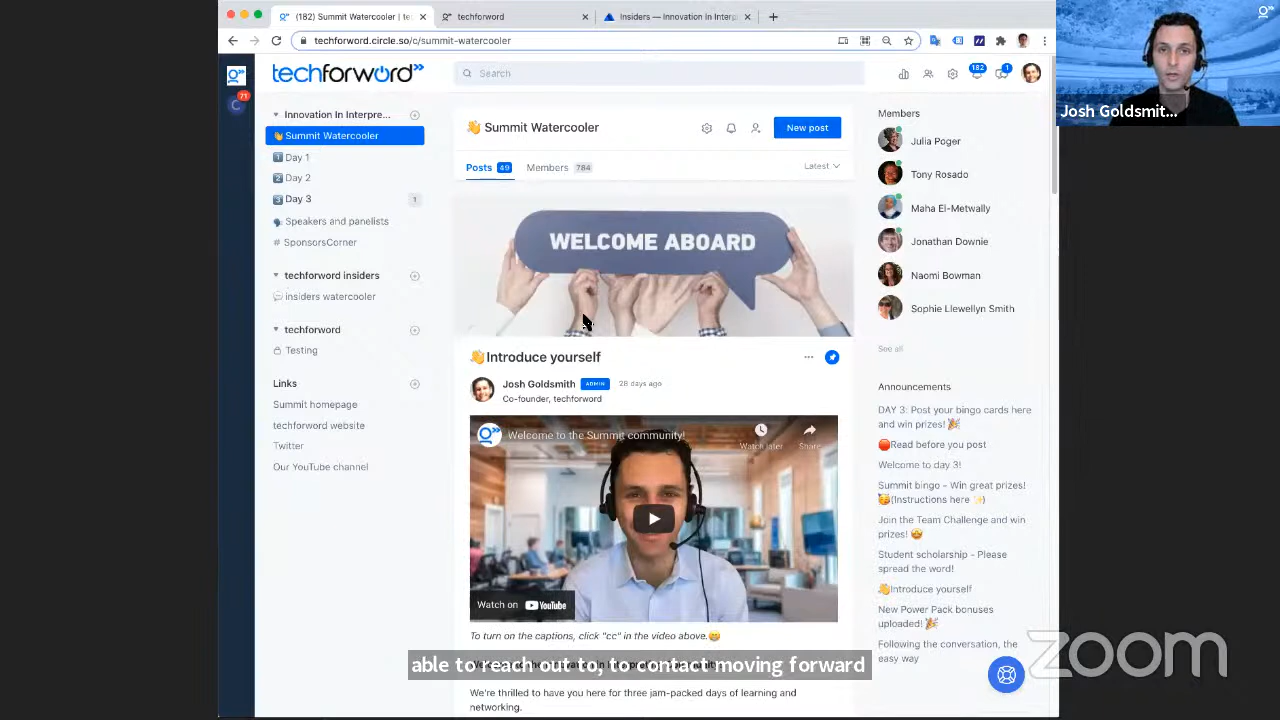 (182) Summit Watercooler | te
techforword
Insiders — Innovation In Interp
techforword.circle.so/c/summit-watercooler
C
71
techforword
Search
182
1
Innovation In Interpre...
Summit Watercooler
1 Day 1
2 Day 2
3 Day 3
1
Speakers and panelists
# SponsorsCorner
techforword insiders
insiders watercooler
techforword
Testing
Links
Summit homepage
techforword website
Twitter
Our YouTube channel
👋 Summit Watercooler
New post
Posts 49
Members 784
Latest
WELCOME ABOARD
👋Introduce yourself
Josh Goldsmith ADMIN 28 days ago
Co-founder, techforword
Welcome to the Summit community!
Watch later
Share
Watch on YouTube
To turn on the captions, click "cc" in the video above.😄
able to reach out to, to contact moving forward
We're thrilled to have you here for three jam-packed days of learning and
networking.
Members
Julia Poger
Tony Rosado
Maha El-Metwally
Jonathan Downie
Naomi Bowman
Sophie Llewellyn Smith
See all
Announcements
DAY 3: Post your bingo cards here
and win prizes! 🎉
🛑Read before you post
Welcome to day 3!
Summit bingo - Win great prizes!
🥳(Instructions here ✨)
Join the Team Challenge and win
prizes! 🤩
Student scholarship - Please
spread the word!
👋Introduce yourself
New Power Pack bonuses
uploaded! 🎉
Following the conversation, the
easy way
Josh Goldsmit...
zoom